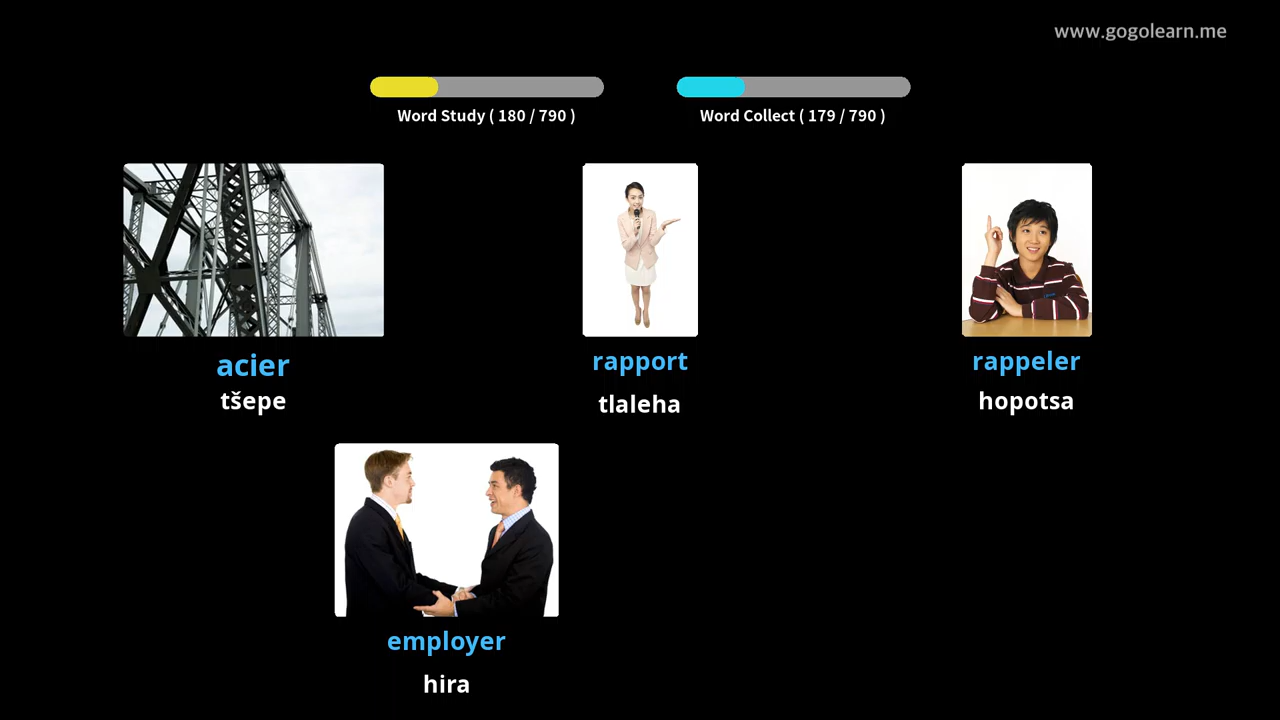 www.gogolearn.me
Word Study ( 180 / 790 )
Word Collect ( 179 / 790 )
acier
tšepe
rapport
tlaleha
rappeler
hopotsa
employer
hira